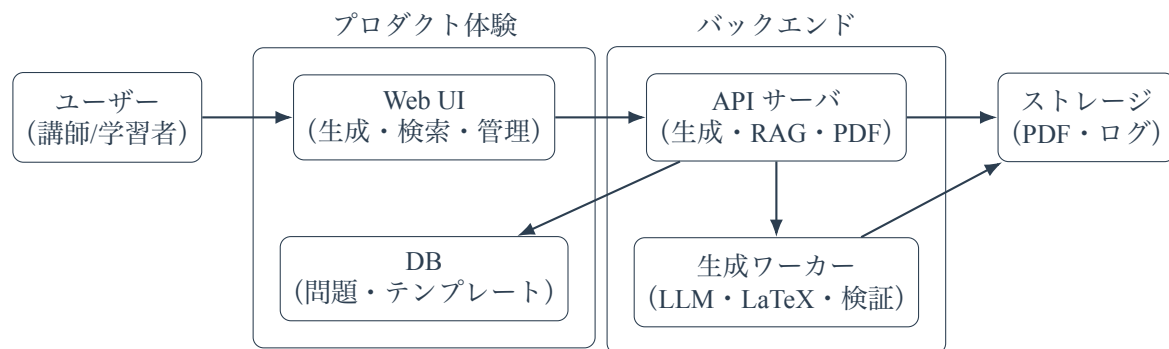 プロダクト体験
バックエンド
ユーザー
(講師/学習者)
Web UI
(生成・検索・管理)
API サーバ
(生成・RAG・PDF)
ストレージ
(PDF・ログ)
DB
(問題・テンプレート)
生成ワーカー
(LLM・LaTeX・検証)